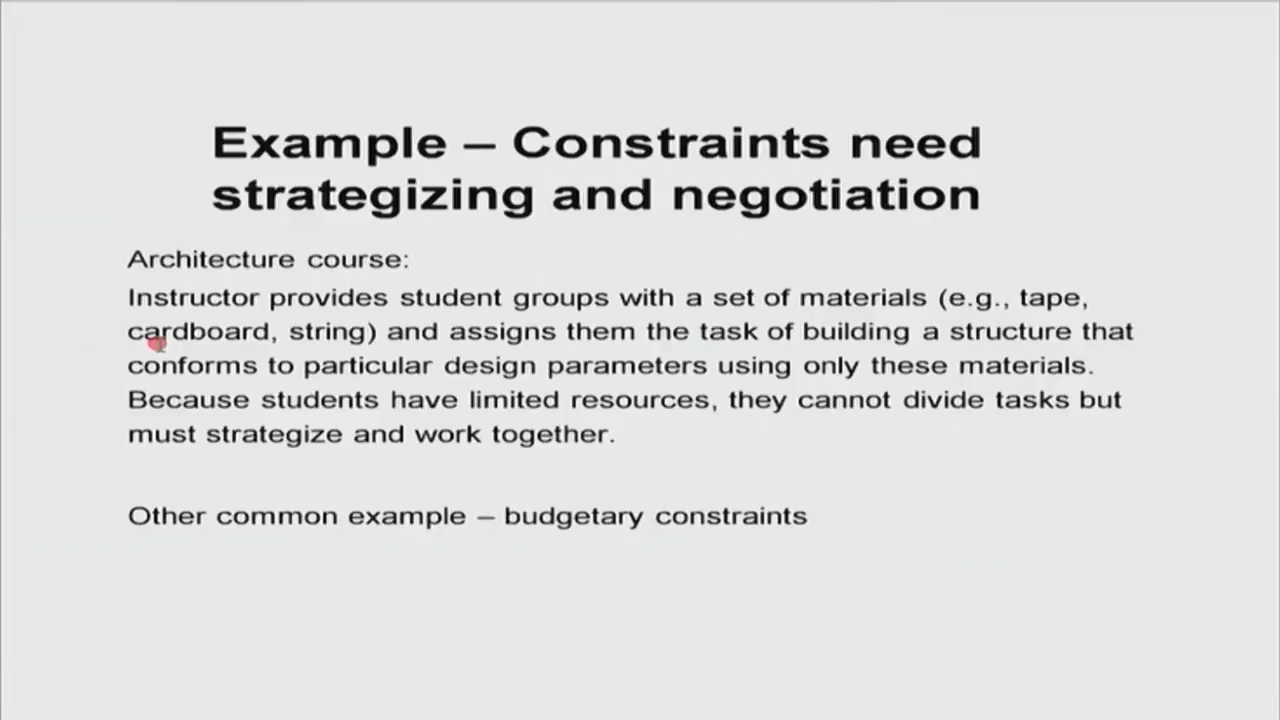 Example – Constraints need
strategizing and negotiation
Architecture course:
Instructor provides student groups with a set of materials (e.g., tape,
cardboard, string) and assigns them the task of building a structure that
conforms to particular design parameters using only these materials.
Because students have limited resources, they cannot divide tasks but
must strategize and work together.
Other common example – budgetary constraints